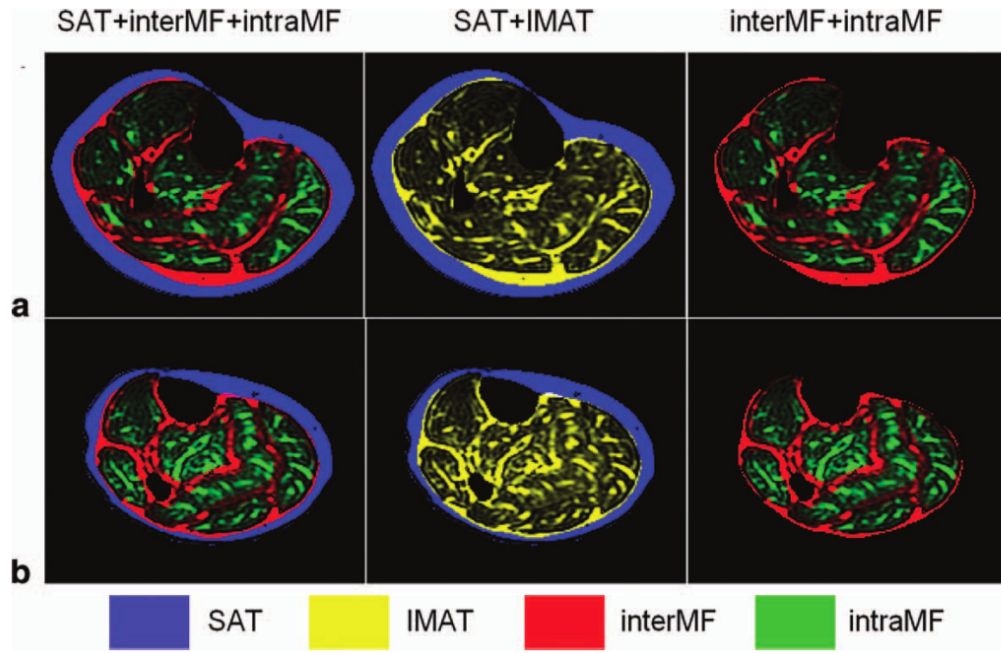 SAT+interMF+intraMF SAT+IMAT interMF+intraMF
a
b
SAT IMAT interMF intraMF